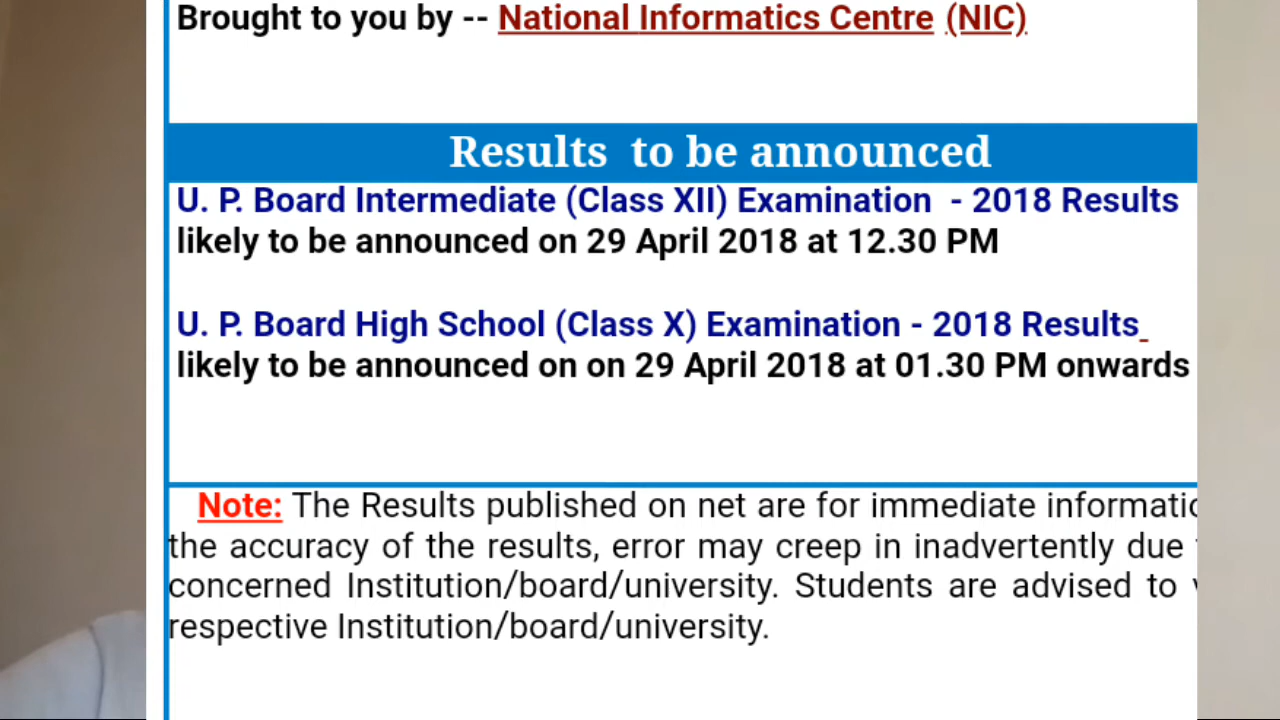 Brought to you by -- National Informatics Centre (NIC)
Results to be announced
U. P. Board Intermediate (Class XII) Examination - 2018 Results
likely to be announced on 29 April 2018 at 12.30 PM
U. P. Board High School (Class X) Examination - 2018 Results
likely to be announced on on 29 April 2018 at 01.30 PM onwards
Note: The Results published on net are for immediate
the accuracy of the results, error may creep in inadvertently due
concerned Institution/board/university. Students are advised to
respective Institution/board/university.